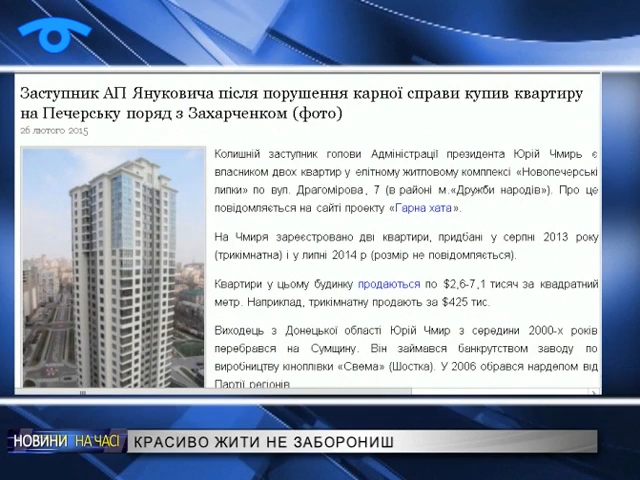 Заступник АП Януковича після порушення карної справи купив квартиру
на Печерську поряд з Захарченком (фото)
26 лютого 2015
Колишній заступник голови Адміністрації президента Юрій Чмирь є
власником двох квартир у елітному житловому комплексі «Новопечерські
липки» по вул. Драгомірова, 7 (в районі м.«Дружби народів»). Про це
повідомляється на сайті проекту «Гарна хата».
На Чмиря зареєстровано дві квартири, придбані у серпні 2013 року
(трикімнатна) і у липні 2014 р (розмір не повідомляється).
Квартири у цьому будинку продаються по $2,6-7,1 тисяч за квадратний
метр. Наприклад, трикімнатну продають за $425 тис.
Виходець з Донецької області Юрій Чмир з середини 2000-х років
перебрався на Сумщину. Він займався банкрутством заводу по
виробництву кіноплівки «Свема» (Шостка). У 2006 обрався нардепом від
Партії регіонів
НОВИНИ НА ЧАСІ КРАСИВО ЖИТИ НЕ ЗАБОРОНИШ